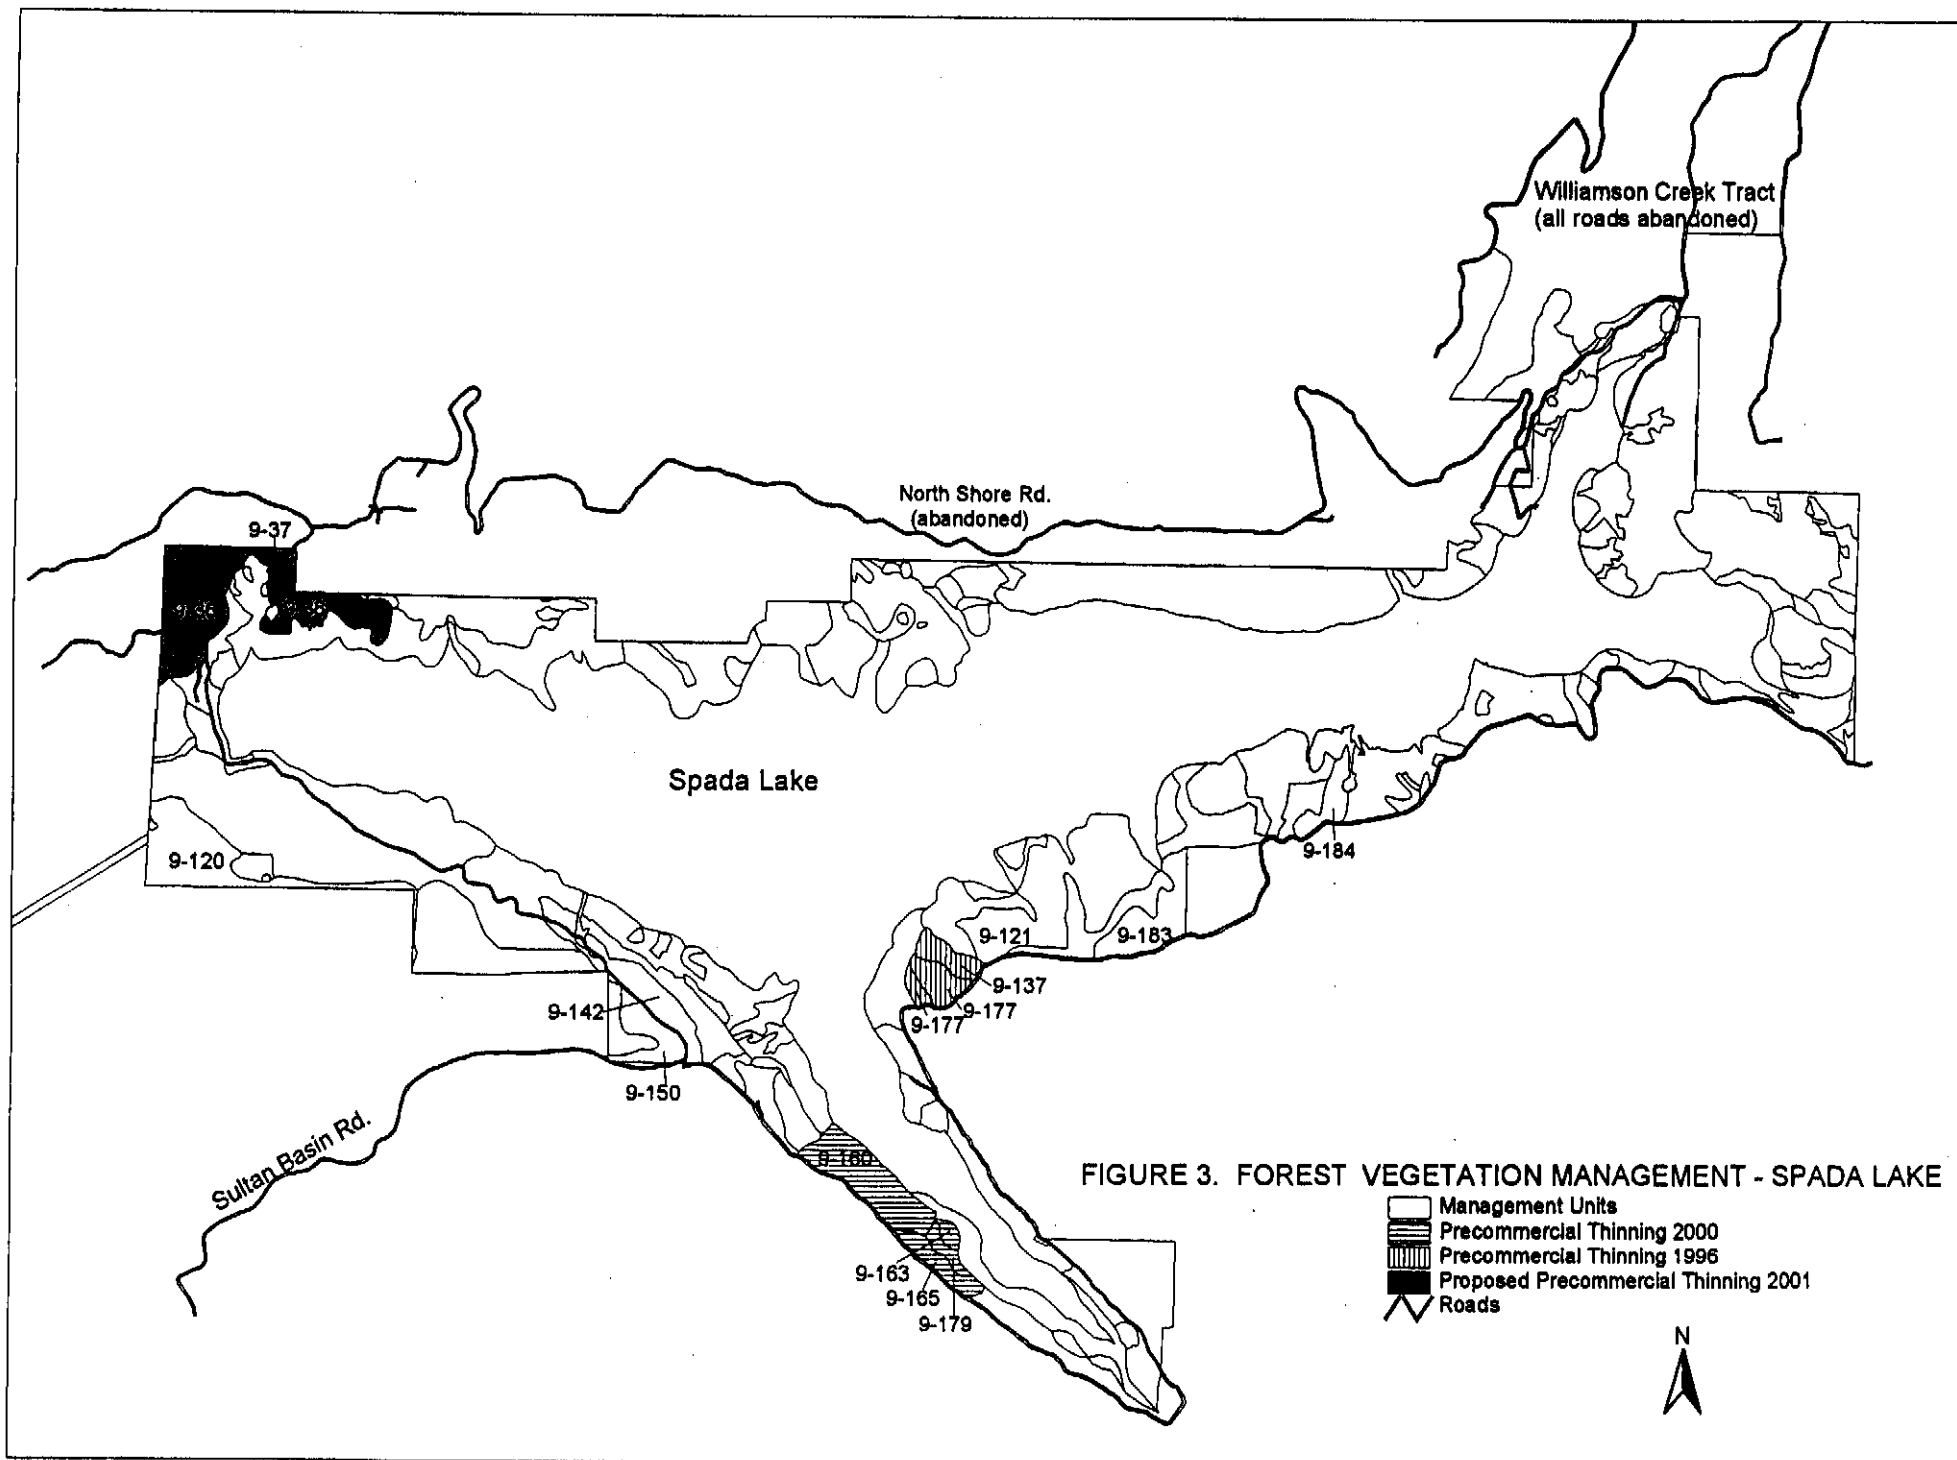 Williamson Creek Tract
(all roads abandoned)
North Shore Rd.
(abandoned)
9-37
Spada Lake
9-120
9-184
9-121
9-183
9-137
9-177
9-177
9-142
9-150
Sultan Basin Rd.
9-160
9-163
9-165
9-179
FIGURE 3. FOREST VEGETATION MANAGEMENT - SPADA LAKE
Management Units
Precommercial Thinning 2000
Precommercial Thinning 1996
Proposed Precommercial Thinning 2001
Roads
N